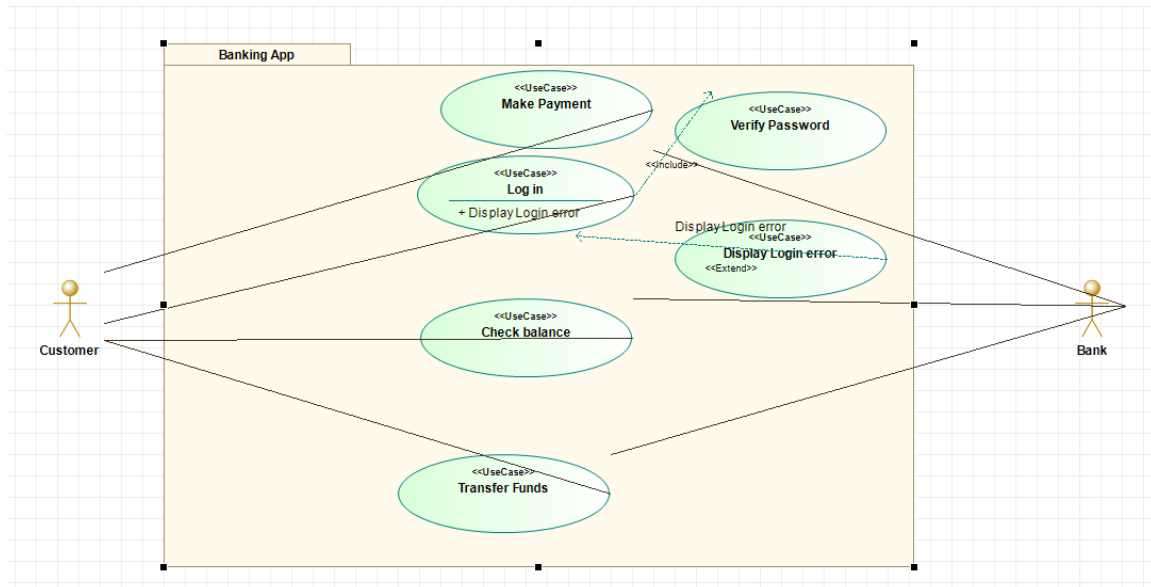 Banking App
<<UseCase>>
Make Payment
<<UseCase>>
Verify Password
<<Include>>
<<UseCase>>
Log in
+ Display Login error
Display Login error
<<UseCase>>
Display Login error
<<Extend>>
<<UseCase>>
Check balance
Customer
Bank
<<UseCase>>
Transfer Funds